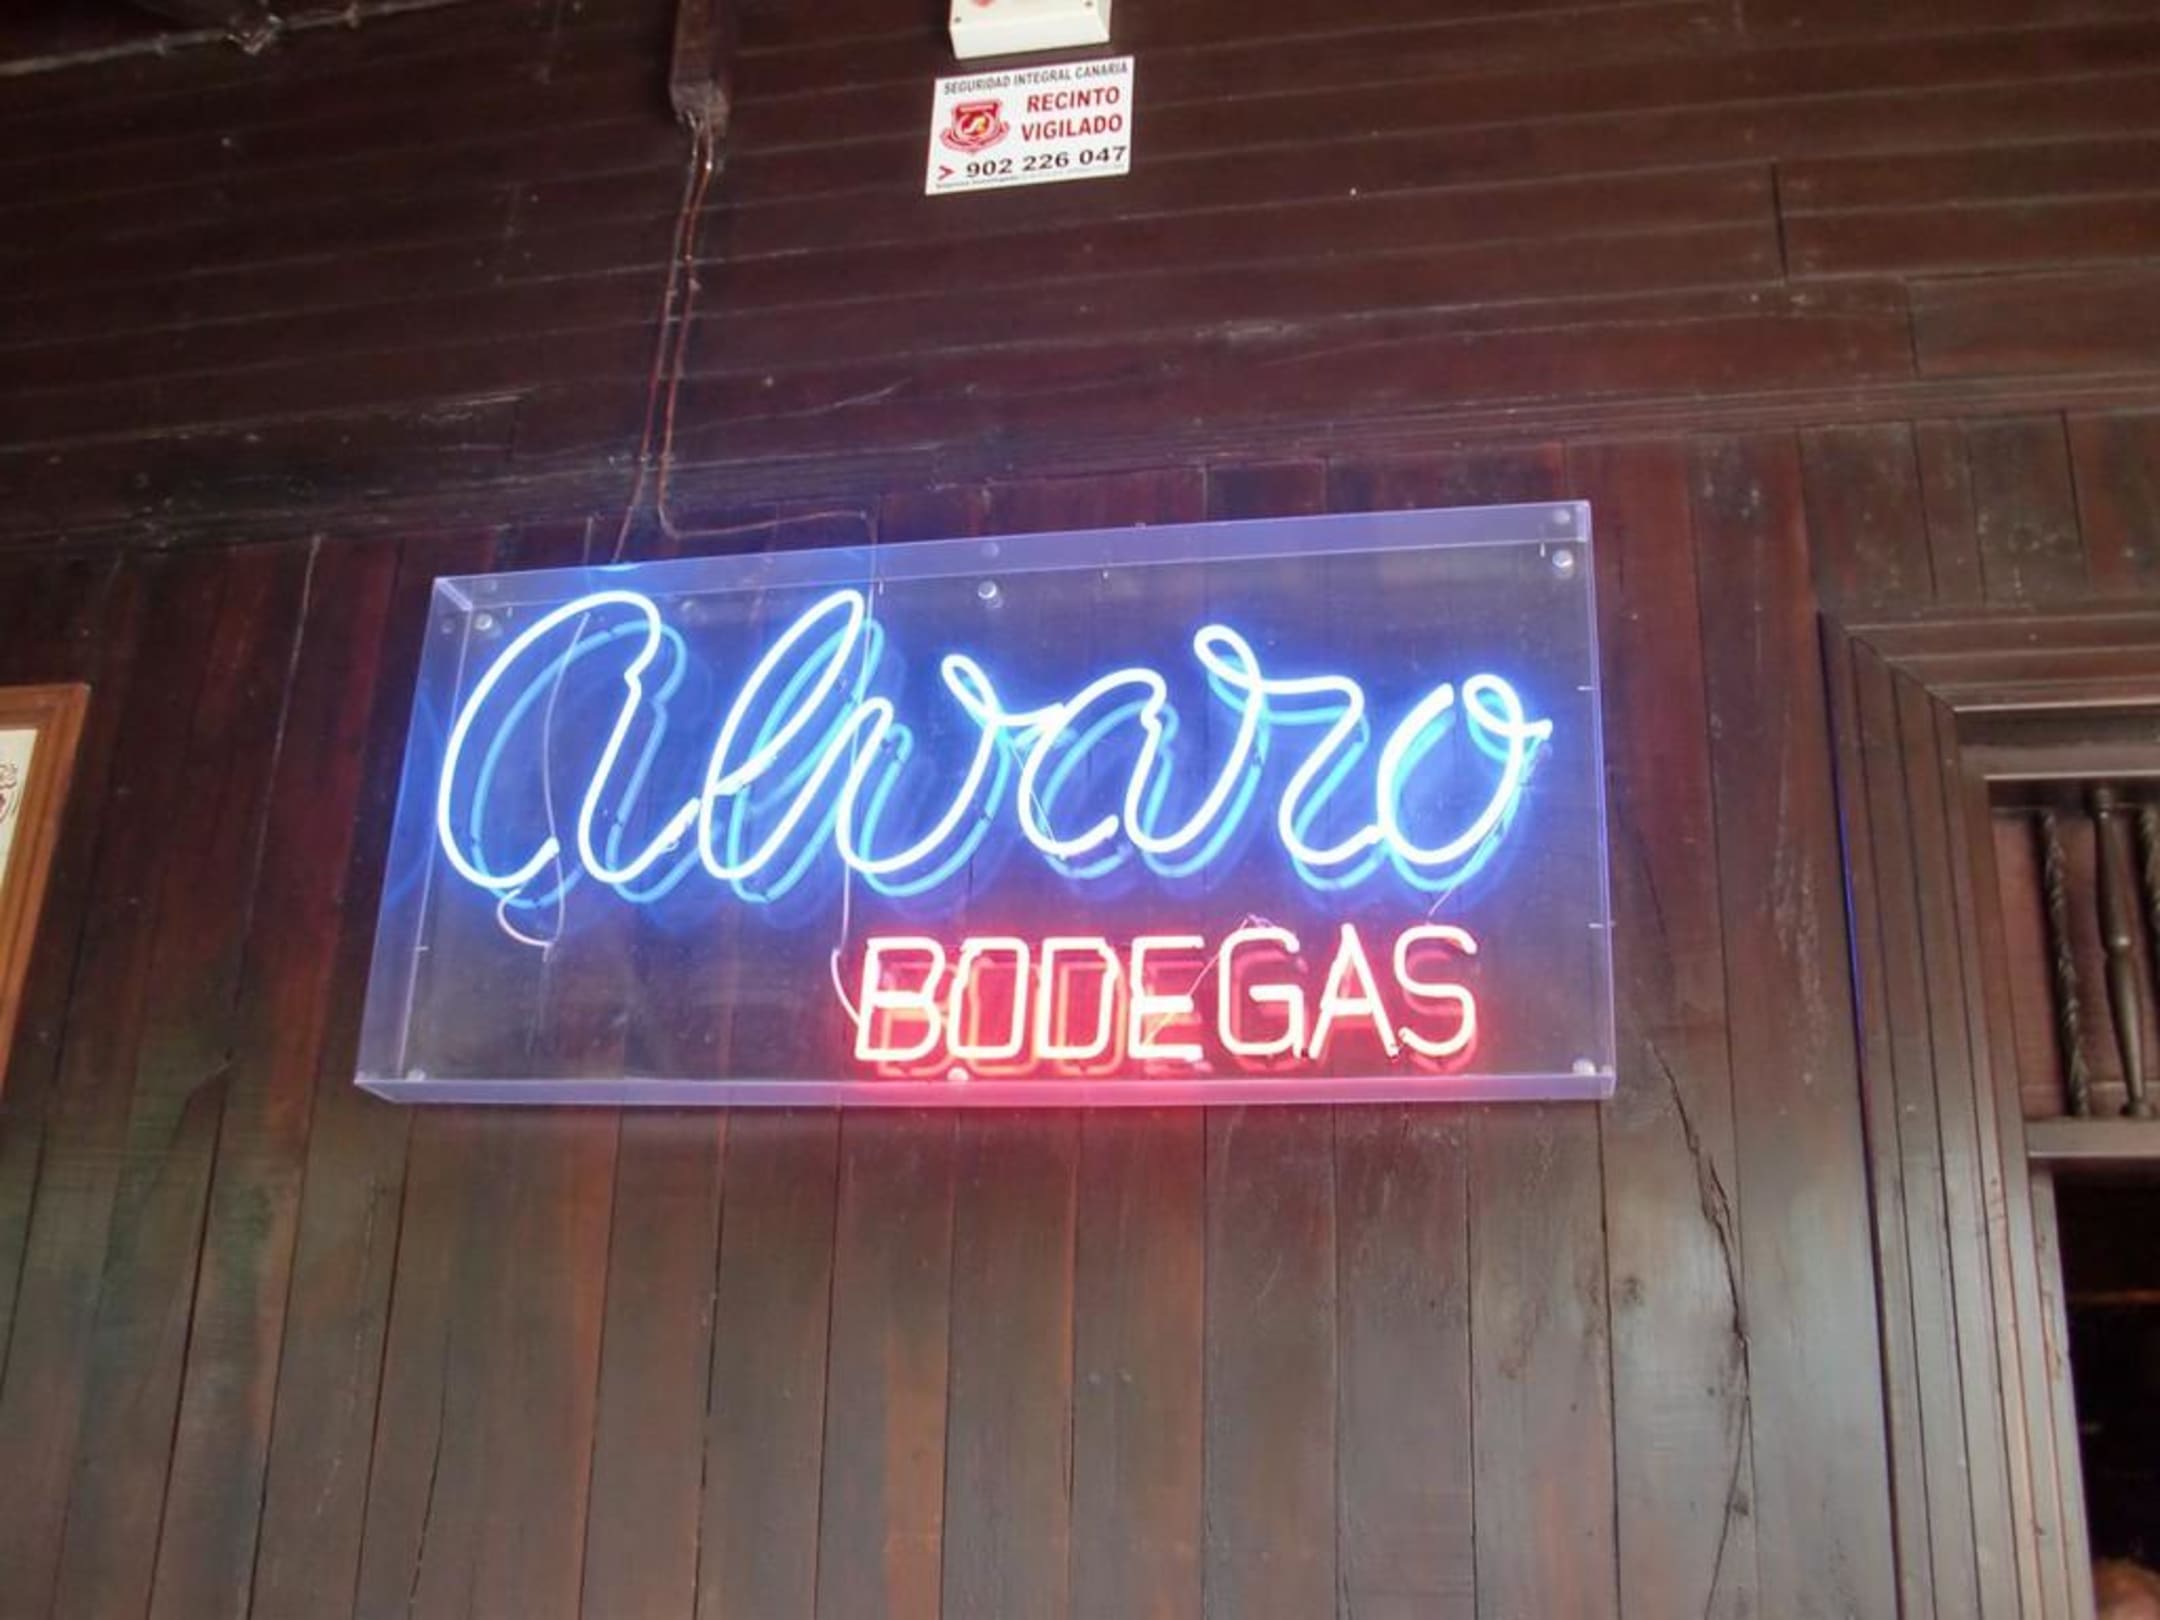 SEGURIDAD INTEGRAL CANARIA
RECINTO
VIGILADO
> 902 226 047
Alvaro
BODEGAS